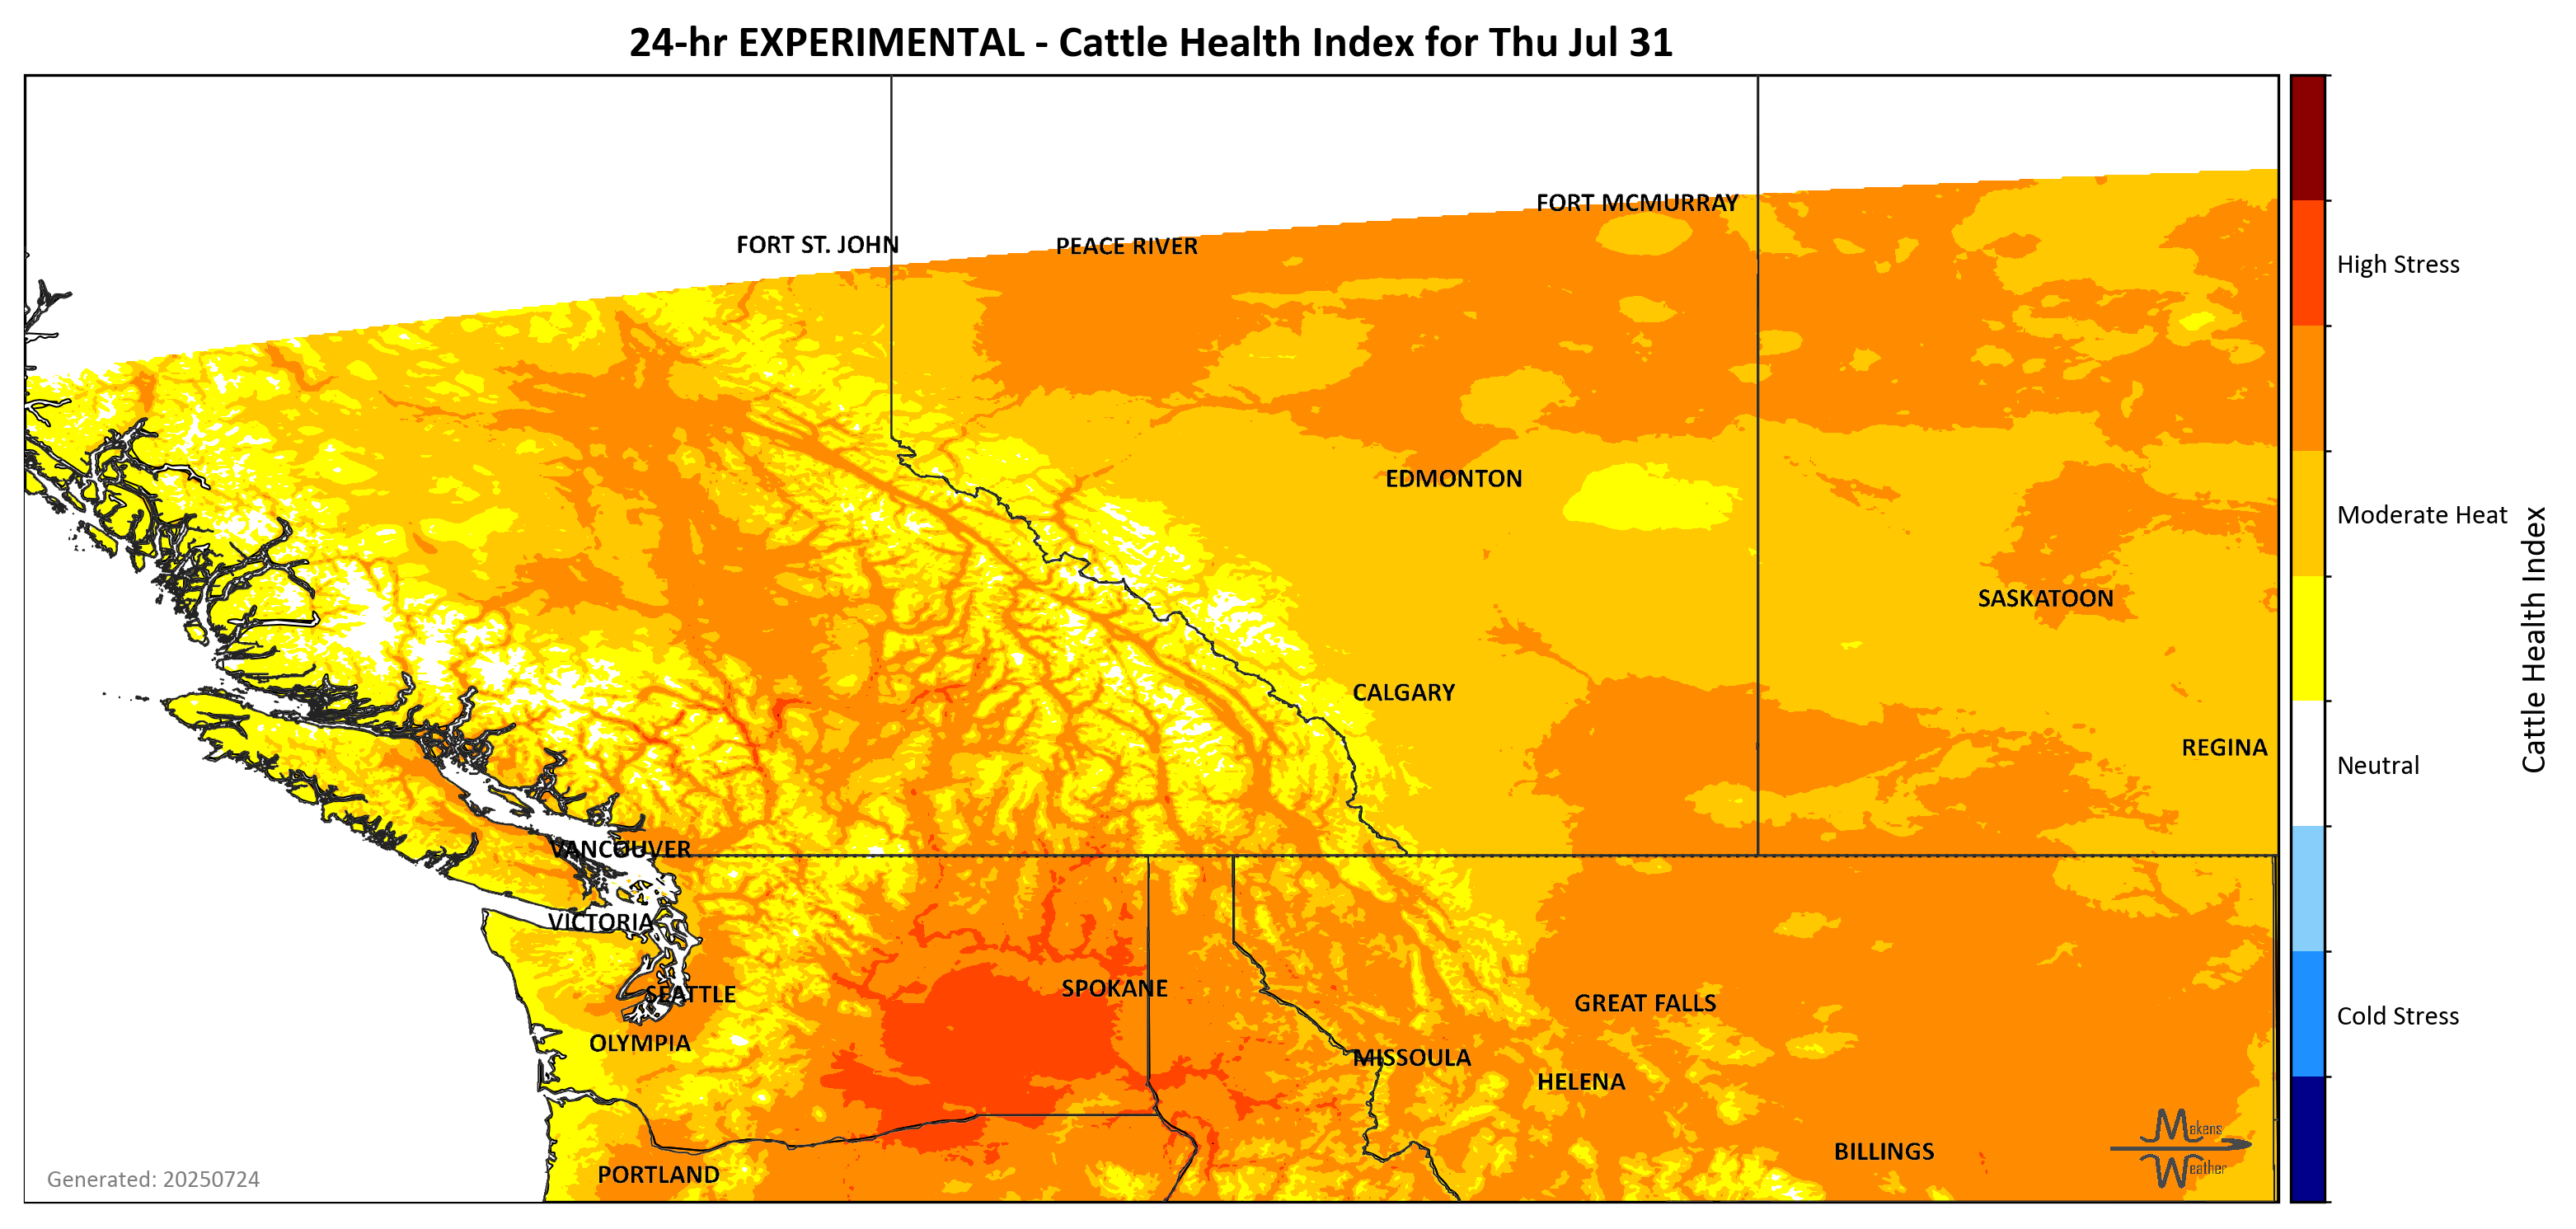 24-hr EXPERIMENTAL - Cattle Health Index for Thu Jul 31
FORT MCMURRAY
FORT ST. JOHN
PEACE RIVER
High Stress
EDMONTON
Moderate Heat
SASKATOON
Cattle Health Index
CALGARY
REGINA
Neutral
VANCOUVER
VICTORIA
SPOKANE
SEATTLE
GREAT FALLS
Cold Stress
OLYMPIA
MISSOULA
HELENA
Makens
Weather
BILLINGS
PORTLAND
Generated: 20250724